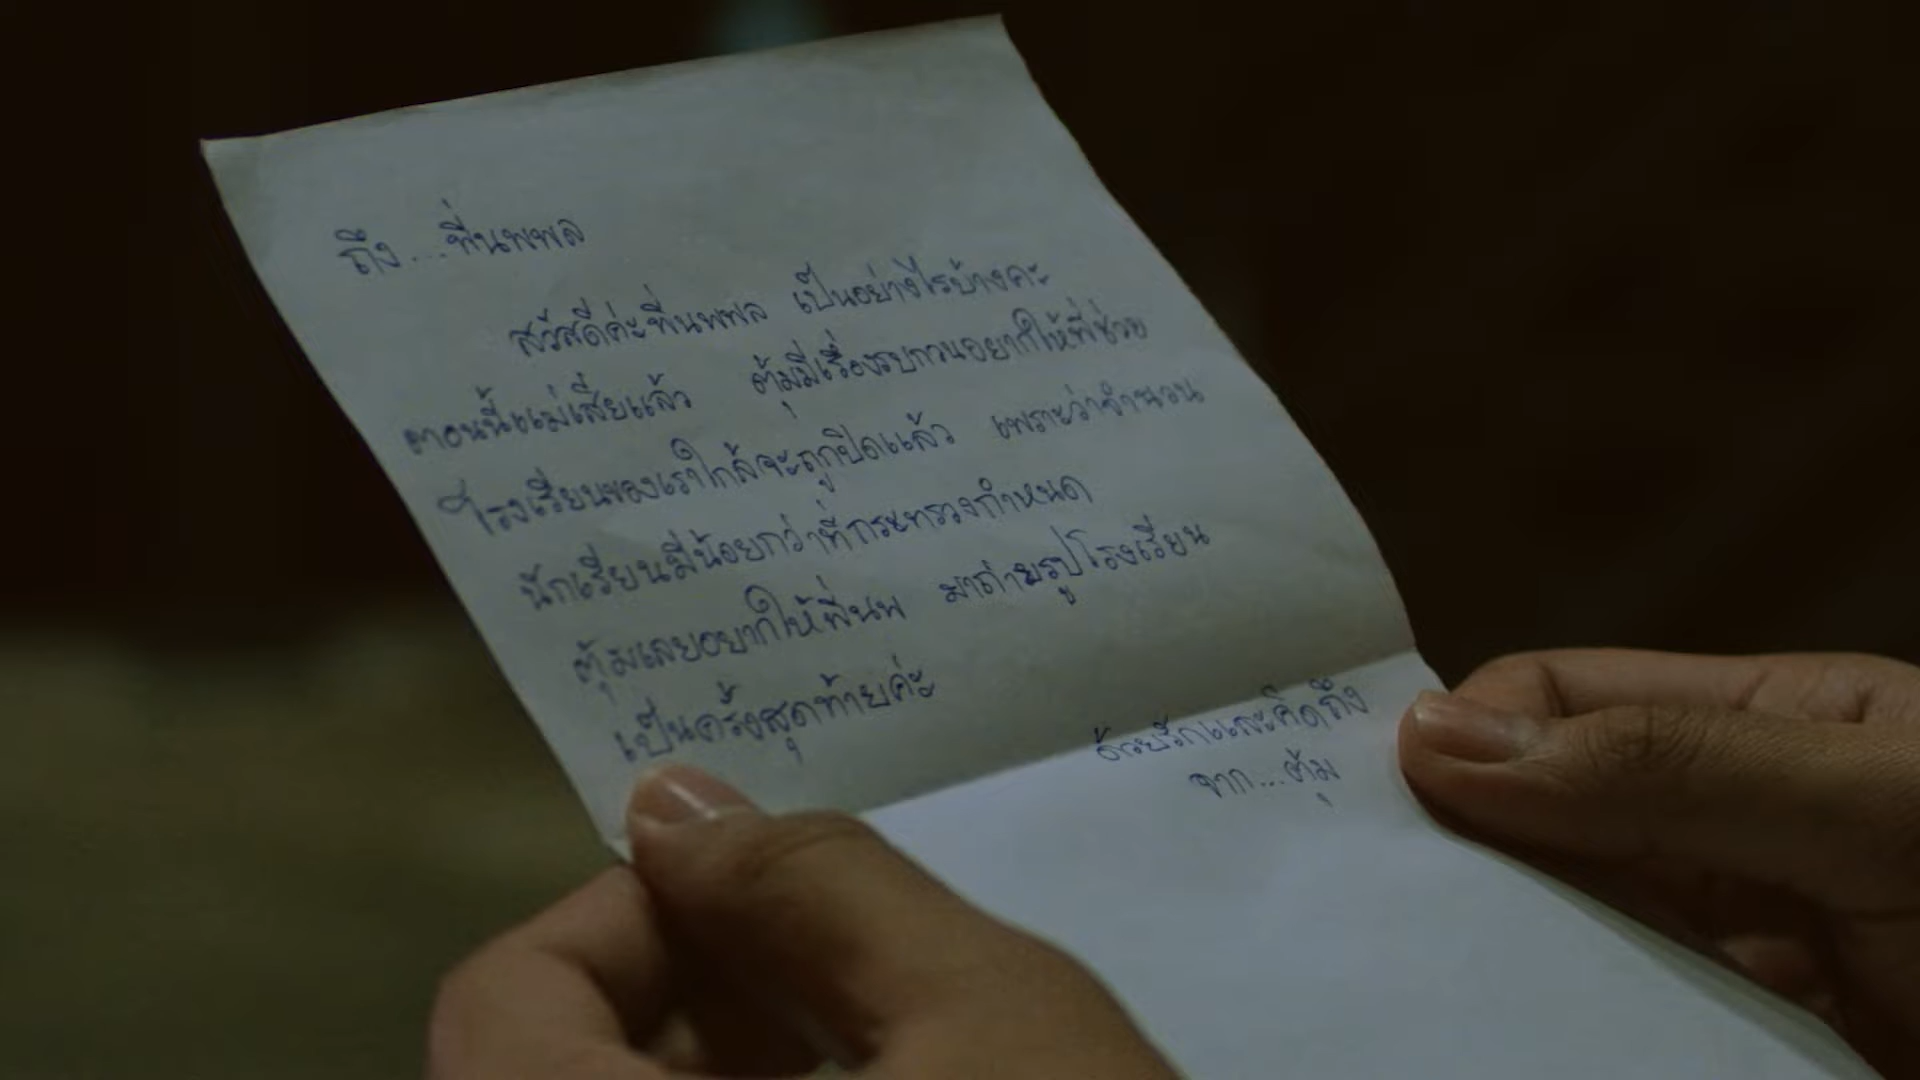 ถึง...พี่นพพล
สวัสดีค่ะพี่นพพล เป็นอย่างไรบ้างคะ
ตอนนี้แม่เสียแล้ว ตุ้มมีเรื่องรบกวนอยากให้พี่ช่วย
โรงเรียนของเราใกล้จะถูกปิดแล้ว เพราะว่าจำนวน
นักเรียนมีน้อยกว่าที่กระทรวงกำหนด
ตุ้มเลยอยากให้พี่นพ มาถ่ายรูปโรงเรียน
เป็นครั้งสุดท้ายค่ะ
ด้วยรักและคิดถึง
จาก...ตุ้ม